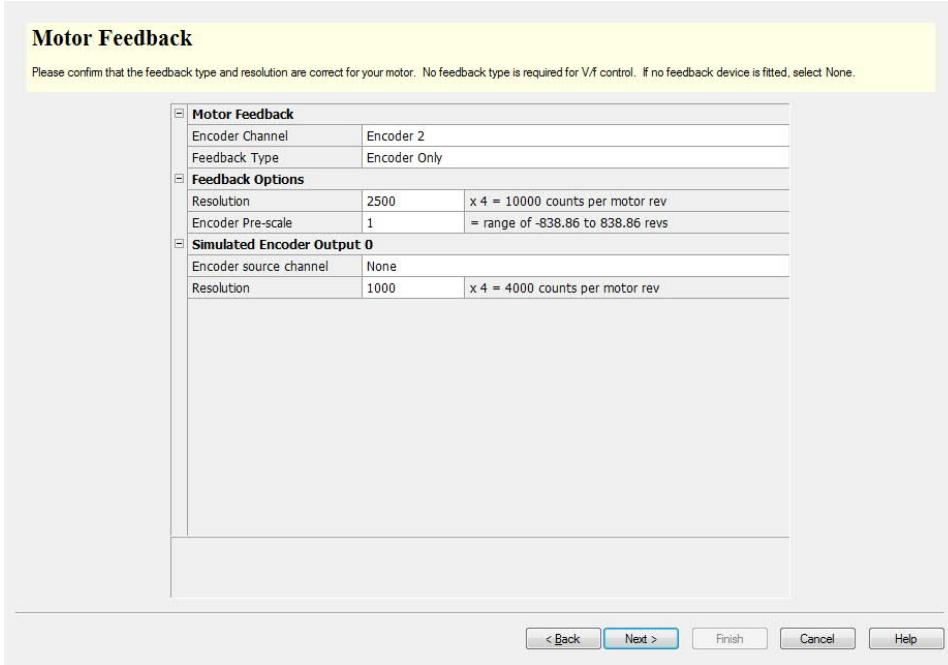 Motor Feedback
Please confirm that the feedback type and resolution are correct for your motor. No feedback type is required for V/f control. If no feedback device is fitted, select None.
Motor Feedback
Encoder Channel Encoder 2
Feedback Type Encoder Only
Feedback Options
Resolution 2500 x 4 = 10000 counts per motor rev
Encoder Pre-scale 1 = range of -838.86 to 838.86 revs
Simulated Encoder Output 0
Encoder source channel None
Resolution 1000 x 4 = 4000 counts per motor rev
< Back Next > Finish Cancel Help